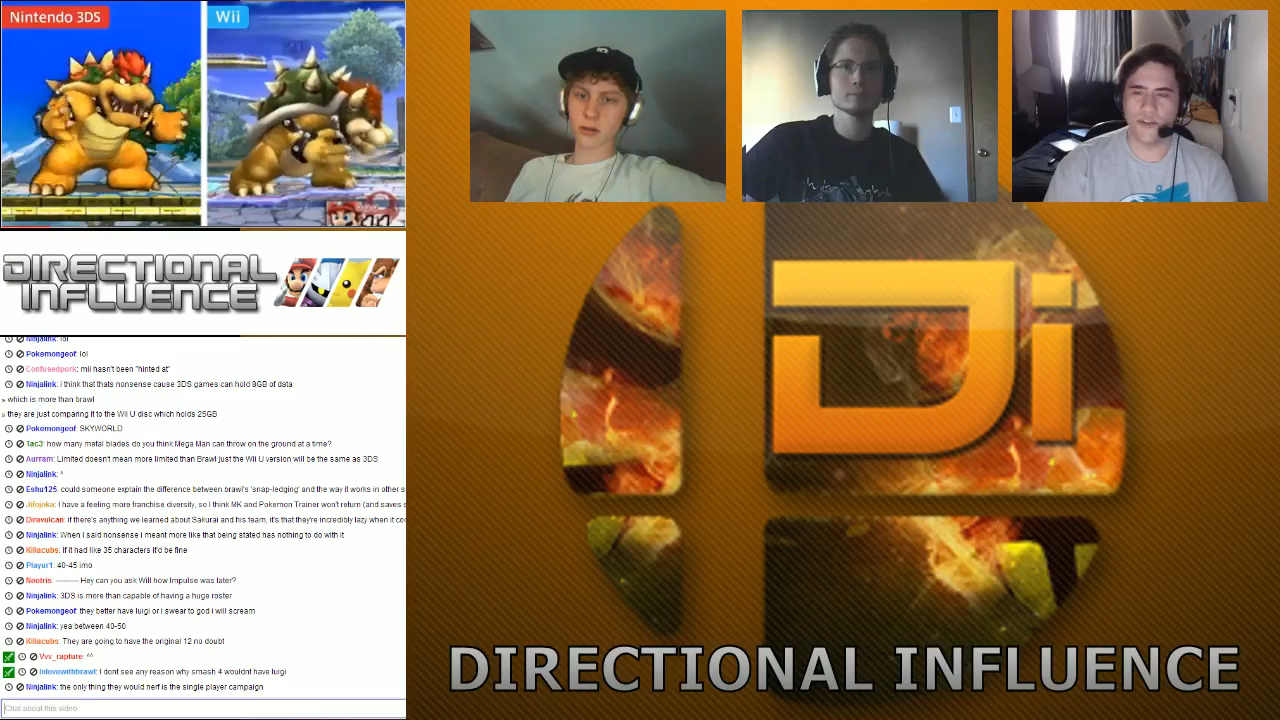 Nintendo 3DS
Wii
DIRECTIONAL
INFLUENCE
Ninjalink: lol
Pokemongeof: lol
Confusedpork: mii hasn't been "hinted at"
Ninjalink: i think that thats nonsense cause 3DS games can hold 8GB of data
» which is more than brawl
» they are just comparing it to the Wii U disc which holds 25GB
Pokemongeof: SKYWORLD
Tac3: how many metal blades do you think Mega Man can throw on the ground at a time?
Aurram: Limited doesn't mean more limited than Brawl just the Wii U version will be the same as 3DS
Ninjalink: ^
Eshu125: could someone explain the difference between brawl's 'snap-ledging' and the way it works in other s
Jifojoka: I have a feeling more franchise diversity, so I think MK and Pokemon Trainer won't return (and saves s
Direvulcan: if there's anything we learned about Sakurai and his team, it's that they're incredibly lazy when it co
Ninjalink: When I said nonsense i meant more like that being stated has nothing to do with it
Killacubs: If it had like 35 characters it'd be fine
Playur1: 40-45 imo
Neotris: -------- Hey can you ask Will how Impulse was later?
Ninjalink: 3DS is more than capable of having a huge roster
Pokemongeof: they better have luigi or i swear to god i will scream
Ninjalink: yea between 40-50
Killacubs: They are going to have the original 12 no doubt
Vvv_rapture: ^^
Inlovewithbrawl: I dont see any reason why smash 4 wouldnt have luigi
Ninjalink: the only thing they would nerf is the single player campaign
Chat about this video.
Di
DIRECTIONAL INFLUENCE